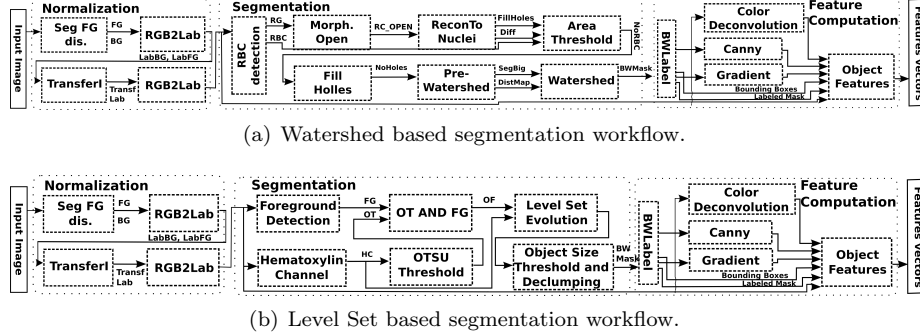 Normalization
Segmentation
Feature
Computation
Input Image
Seg FG
dis.
FG
BG
RGB2Lab
LabBG, LabFG
TransferI
Transf
Lab
RGB2Lab
RBC
detection
RG
RBC
Morph.
Open
RC_OPEN
ReconTo
Nuclei
FillHoles
Diff
Area
Threshold
NoRBC
Fill
Holles
NoHoles
Pre-
Watershed
SegBig
DistMap
Watershed
BWMask
BWLabel
Color
Deconvolution
Canny
Gradient
Bounding Boxes
Labeled Mask
Object
Features
(a) Watershed based segmentation workflow.
Normalization
Segmentation
Feature
Computation
Input Image
Seg FG
dis.
FG
BG
RGB2Lab
LabBG, LabFG
TransferI
Transf
Lab
RGB2Lab
Foreground
Detection
FG
OT
OT AND FG
OF
Level Set
Evolution
Hematoxylin
Channel
HC
OTSU
Threshold
Object Size
Threshold and
Declumping
BW
Mask
BWLabel
Color
Deconvolution
Canny
Gradient
Bounding Boxes
Labeled Mask
Object
Features
(b) Level Set based segmentation workflow.